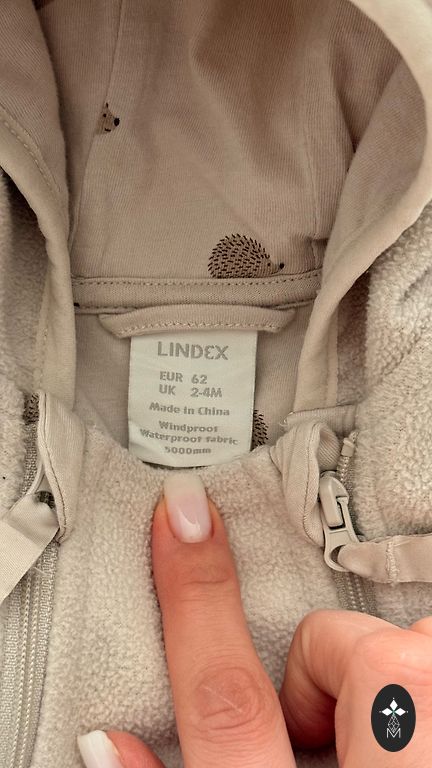 LINDEX
EUR 62
UK 2-4M
Made in China
Windproof
Waterproof fabric
5000mm
M